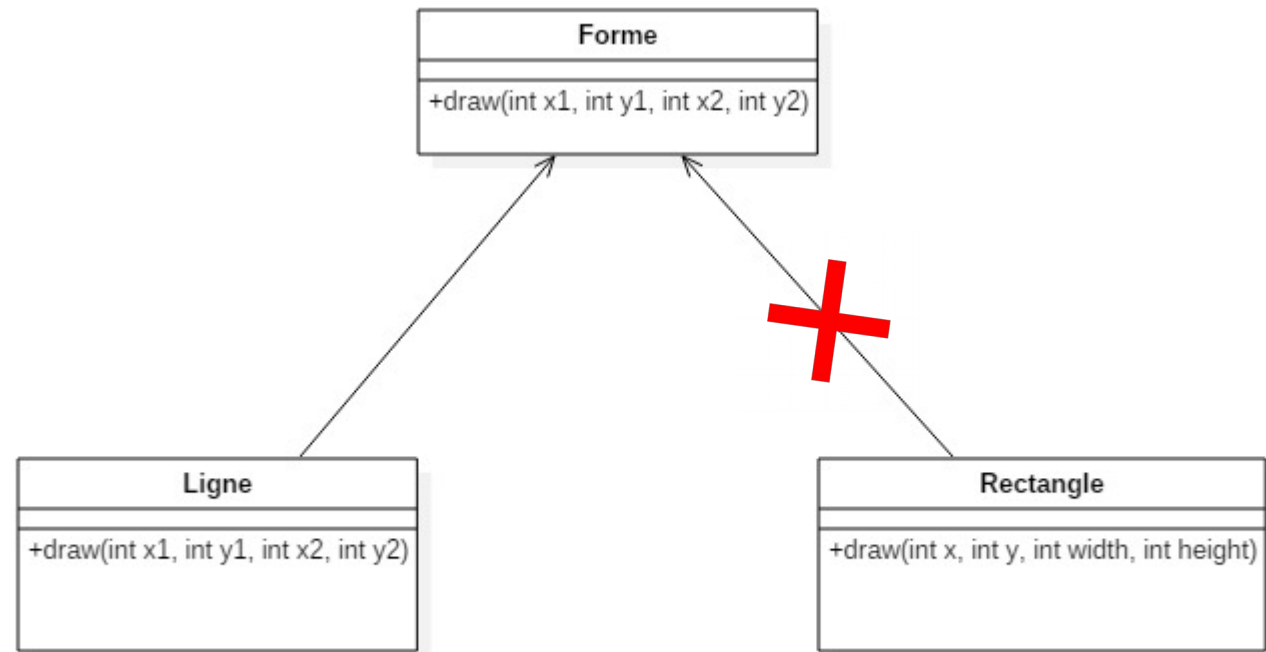 Forme
+draw(int x1, int y1, int x2, int y2)
Ligne
+draw(int x1, int y1, int x2, int y2)
Rectangle
+draw(int x, int y, int width, int height)